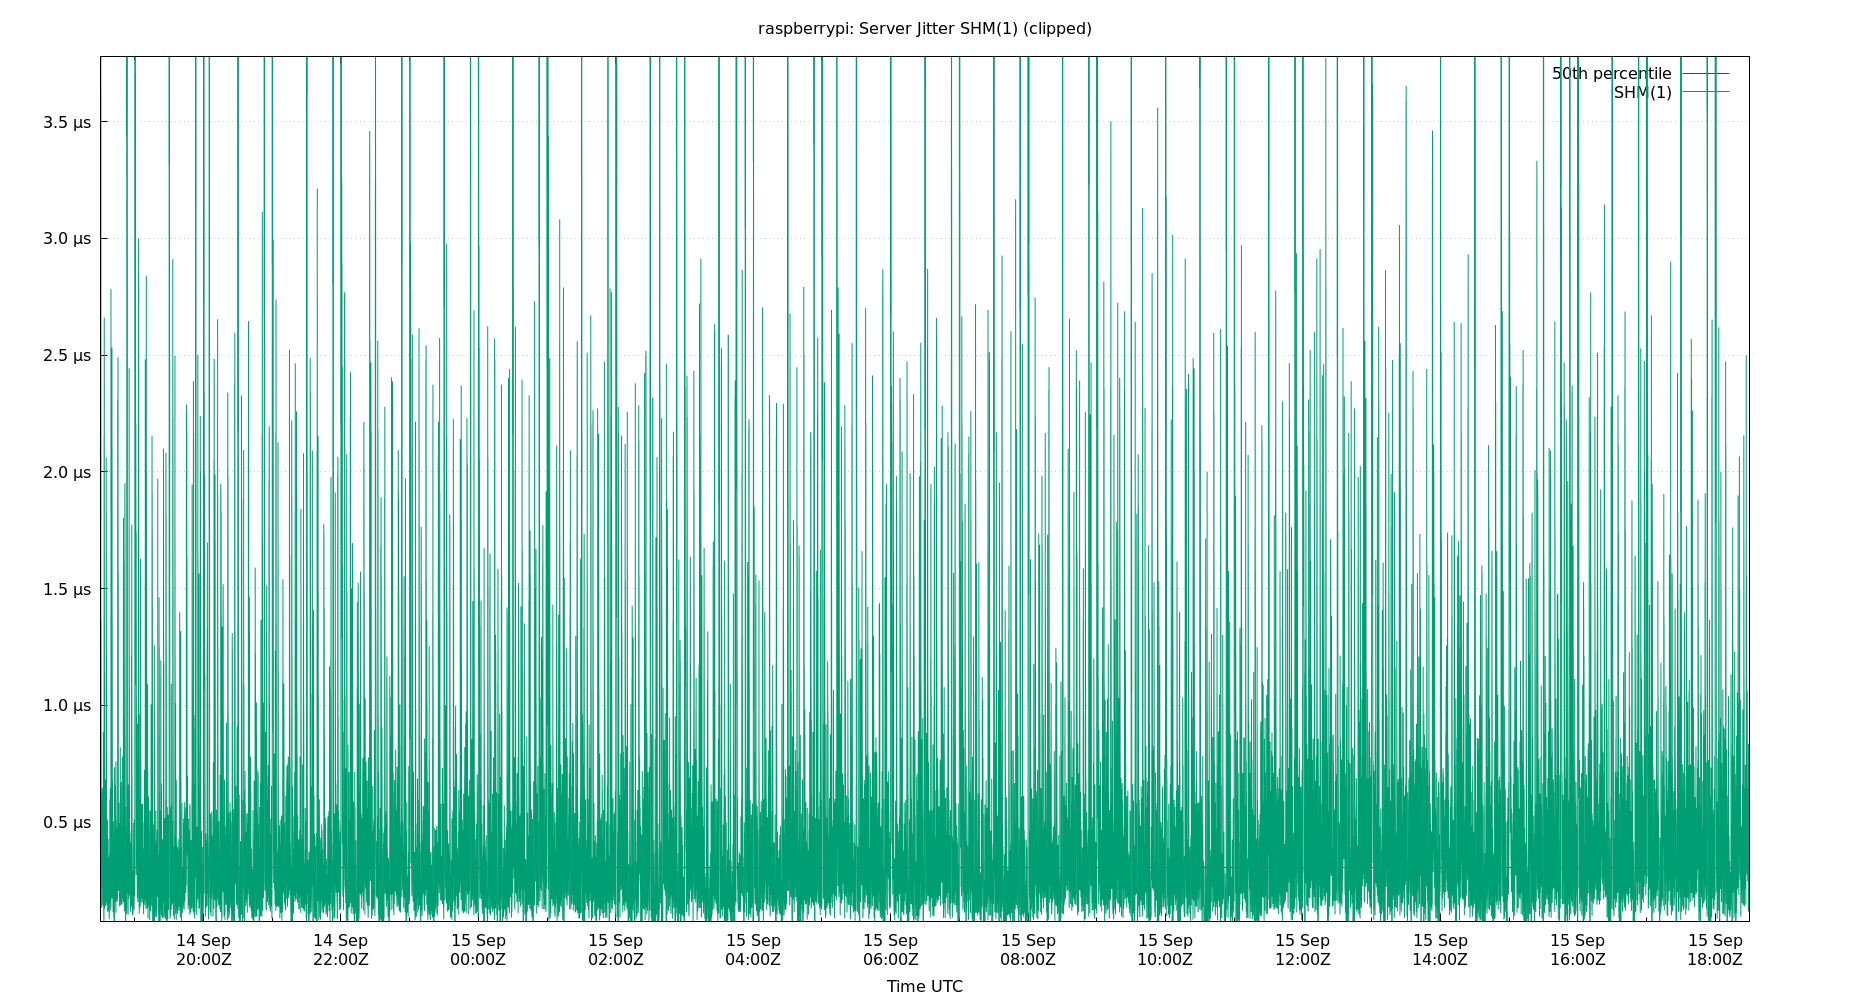 raspberrypi: Server Jitter SHM(1) (clipped)
50th percentile
SHM(1)
3.5 µs
3.0 µs
2.5 µs
2.0 µs
1.5 µs
1.0 µs
0.5 µs
14 Sep 14 Sep 15 Sep 15 Sep 15 Sep 15 Sep 15 Sep 15 Sep 15 Sep 15 Sep 15 Sep 15 Sep
20:00Z 22:00Z 00:00Z 02:00Z 04:00Z 06:00Z 08:00Z 10:00Z 12:00Z 14:00Z 16:00Z 18:00Z
Time UTC